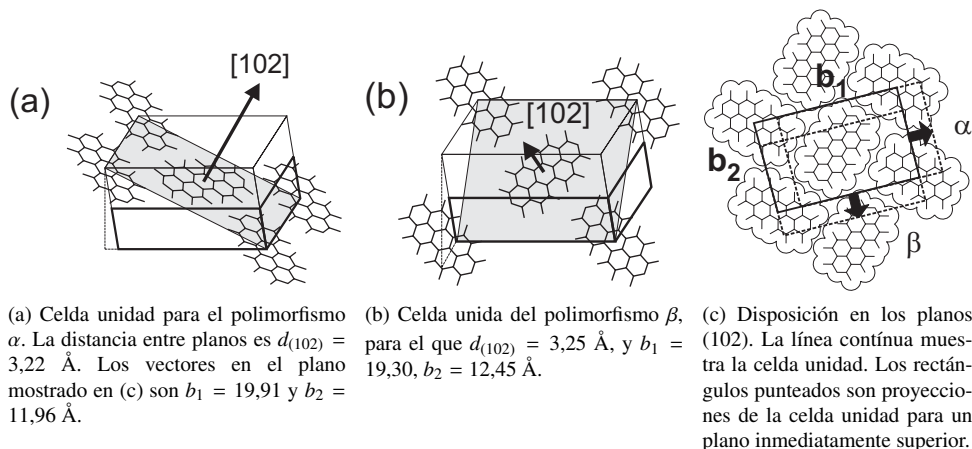 (a)
[102]
(b)
[102]
b₁
b₂
α
β
(a) Celda unidad para el polimorfismo
α. La distancia entre planos es d(102) =
3,22 Å. Los vectores en el plano
mostrado en (c) son b₁ = 19,91 y b₂ =
11,96 Å.
(b) Celda unida del polimorfismo β,
para el que d(102) = 3,25 Å, y b₁ =
19,30, b₂ = 12,45 Å.
(c) Disposición en los planos
(102). La línea contínua mues-
tra la celda unidad. Los rectán-
gulos punteados son proyeccio-
nes de la celda unidad para un
plano inmediatamente superior.